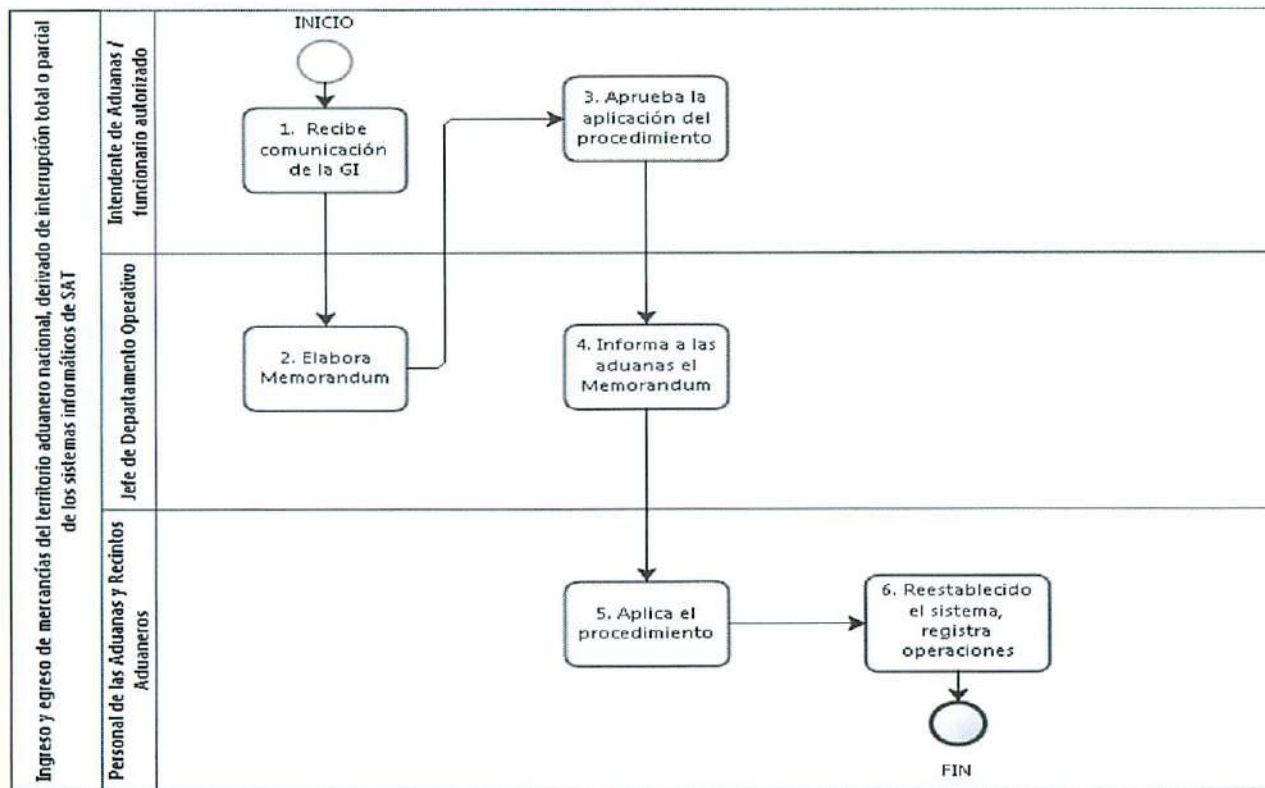 Ingreso y egreso de mercancías del territorio aduanero nacional, derivado de interrupción total o parcial
de los sistemas informáticos de SAT
Intendente de Aduanas /
funcionario autorizado
INICIO
1. Recibe
comunicación
de la GI
3. Aprueba la
aplicación del
procedimiento
Jefe de Departamento Operativo
2. Elabora
Memorandum
4. Informa a las
aduanas el
Memorandum
Personal de las Aduanas y Recintos
Aduaneros
5. Aplica el
procedimiento
6. Reestablecido
el sistema,
registra
operaciones
FIN